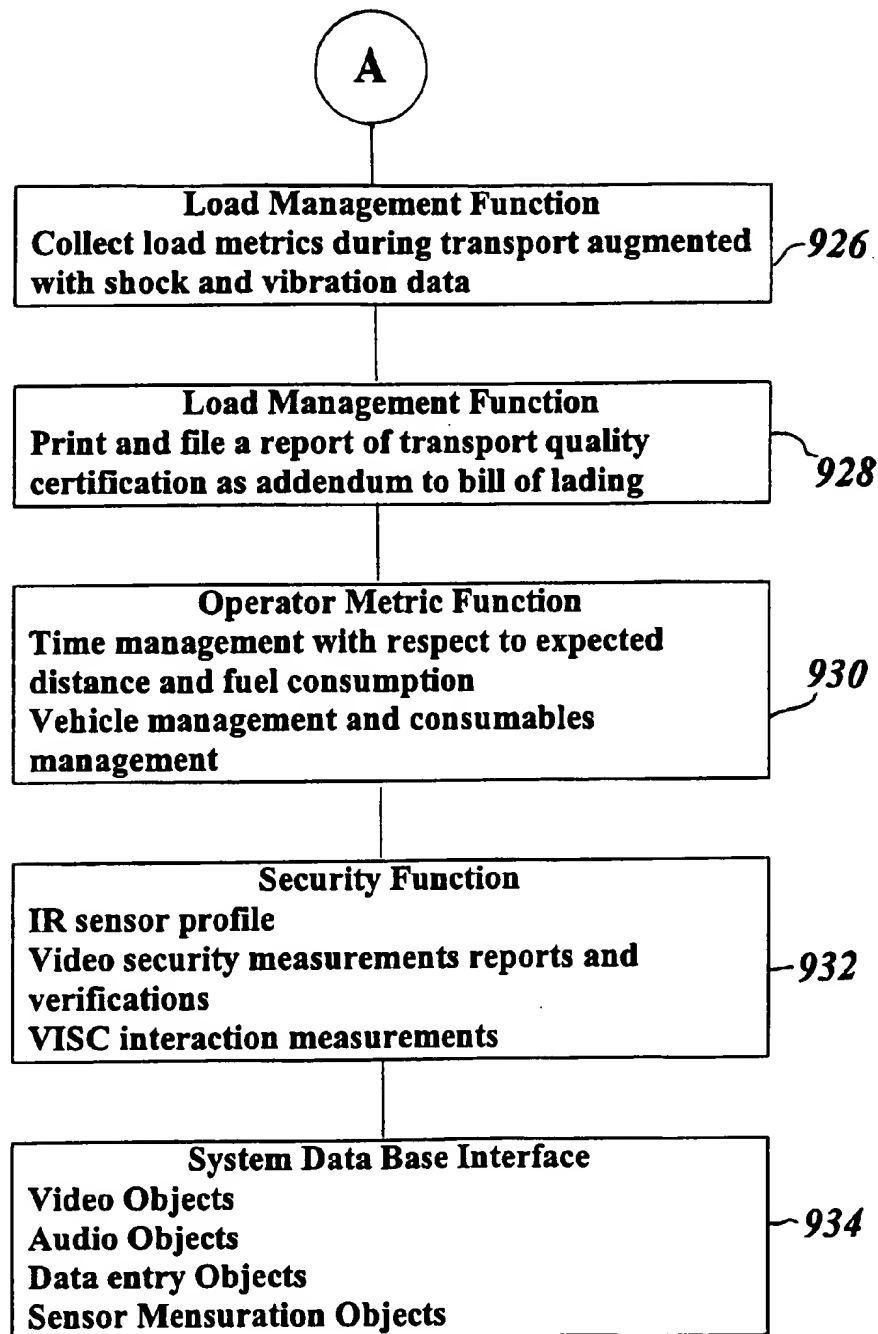 A
Load Management Function
Collect load metrics during transport augmented
with shock and vibration data
926
Load Management Function
Print and file a report of transport quality
certification as addendum to bill of lading
928
Operator Metric Function
Time management with respect to expected
distance and fuel consumption
Vehicle management and consumables
management
930
Security Function
IR sensor profile
Video security measurements reports and
verifications
VISC interaction measurements
932
System Data Base Interface
Video Objects
Audio Objects
Data entry Objects
Sensor Mensuration Objects
934